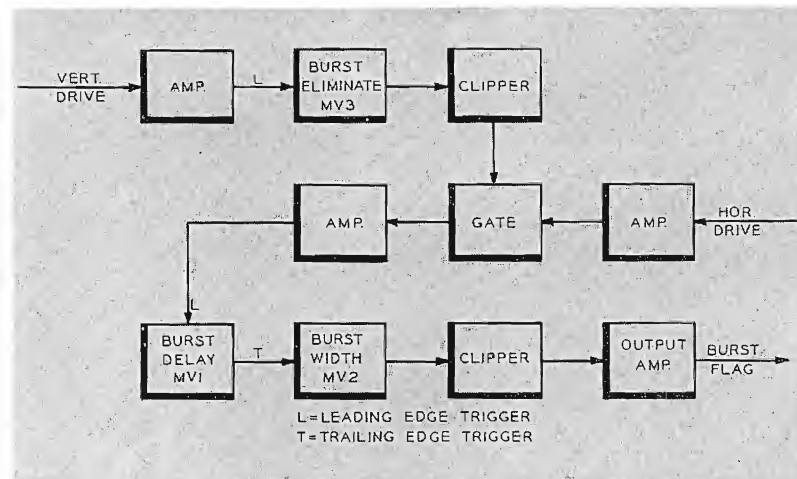 VERT.
DRIVE
AMP.
L
BURST
ELIMINATE
MV3
CLIPPER
AMP.
GATE
AMP.
HOR.
DRIVE
L
BURST
DELAY
MV1
T
BURST
WIDTH
MV2
CLIPPER
OUTPUT
AMP.
BURST
FLAG
L=LEADING EDGE TRIGGER
T=TRAILING EDGE TRIGGER